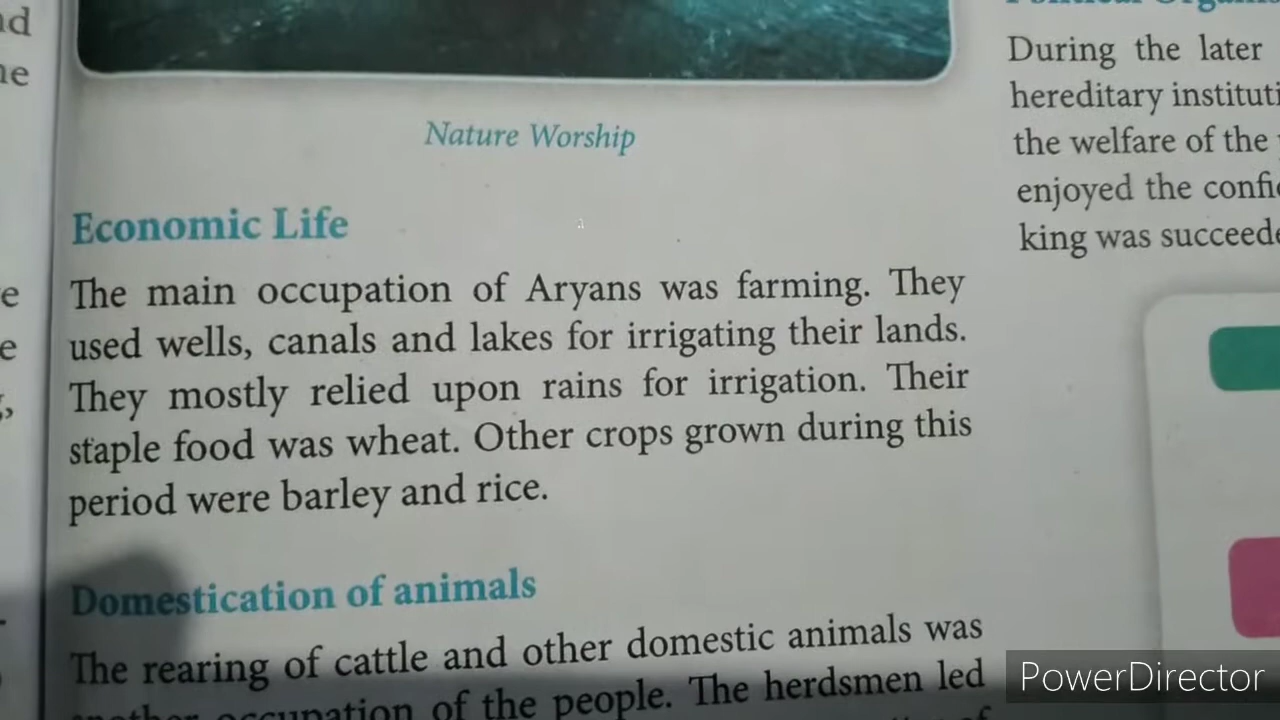 nd
ne
Nature Worship
Economic Life
The main occupation of Aryans was farming. They
used wells, canals and lakes for irrigating their lands.
They mostly relied upon rains for irrigation. Their
staple food was wheat. Other crops grown during this
period were barley and rice.
Domestication of animals
The rearing of cattle and other domestic animals was
another occupation of the people. The herdsmen led
During the later
hereditary instituti
the welfare of the
enjoyed the confi
king was succeede
PowerDirector